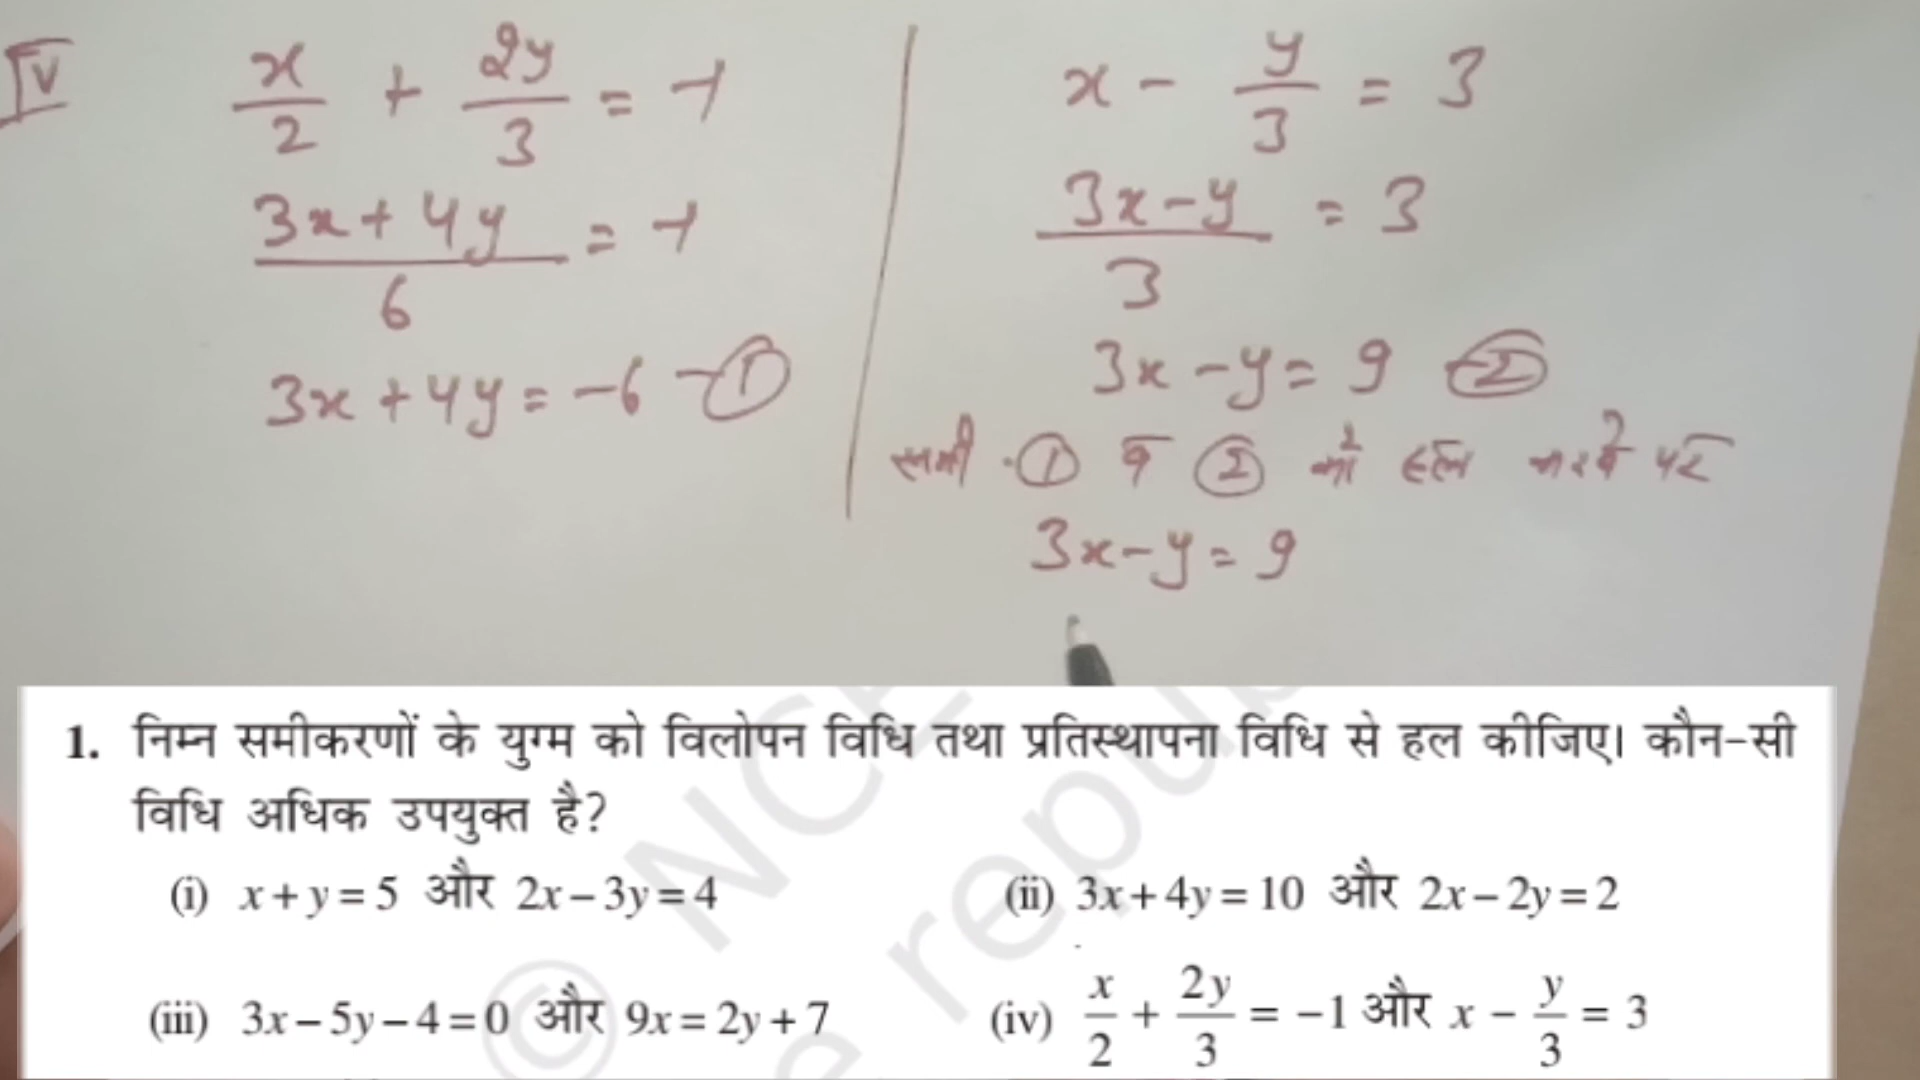 IV
x/2 + 2y/3 = -1
(3x + 4y)/6 = -1
3x + 4y = -6 - ①
x - y/3 = 3
(3x - y)/3 = 3
3x - y = 9 - ②
समी. ① व ② को हल करने पर
3x - y = 9
1. निम्न समीकरणों के युग्म को विलोपन विधि तथा प्रतिस्थापना विधि से हल कीजिए। कौन-सी
विधि अधिक उपयुक्त है?
(i) x + y = 5 और 2x – 3y = 4
(ii) 3x + 4y = 10 और 2x – 2y = 2
(iii) 3x – 5y – 4 = 0 और 9x = 2y + 7
(iv) x/2 + 2y/3 = –1 और x – y/3 = 3
© NCE
e republ